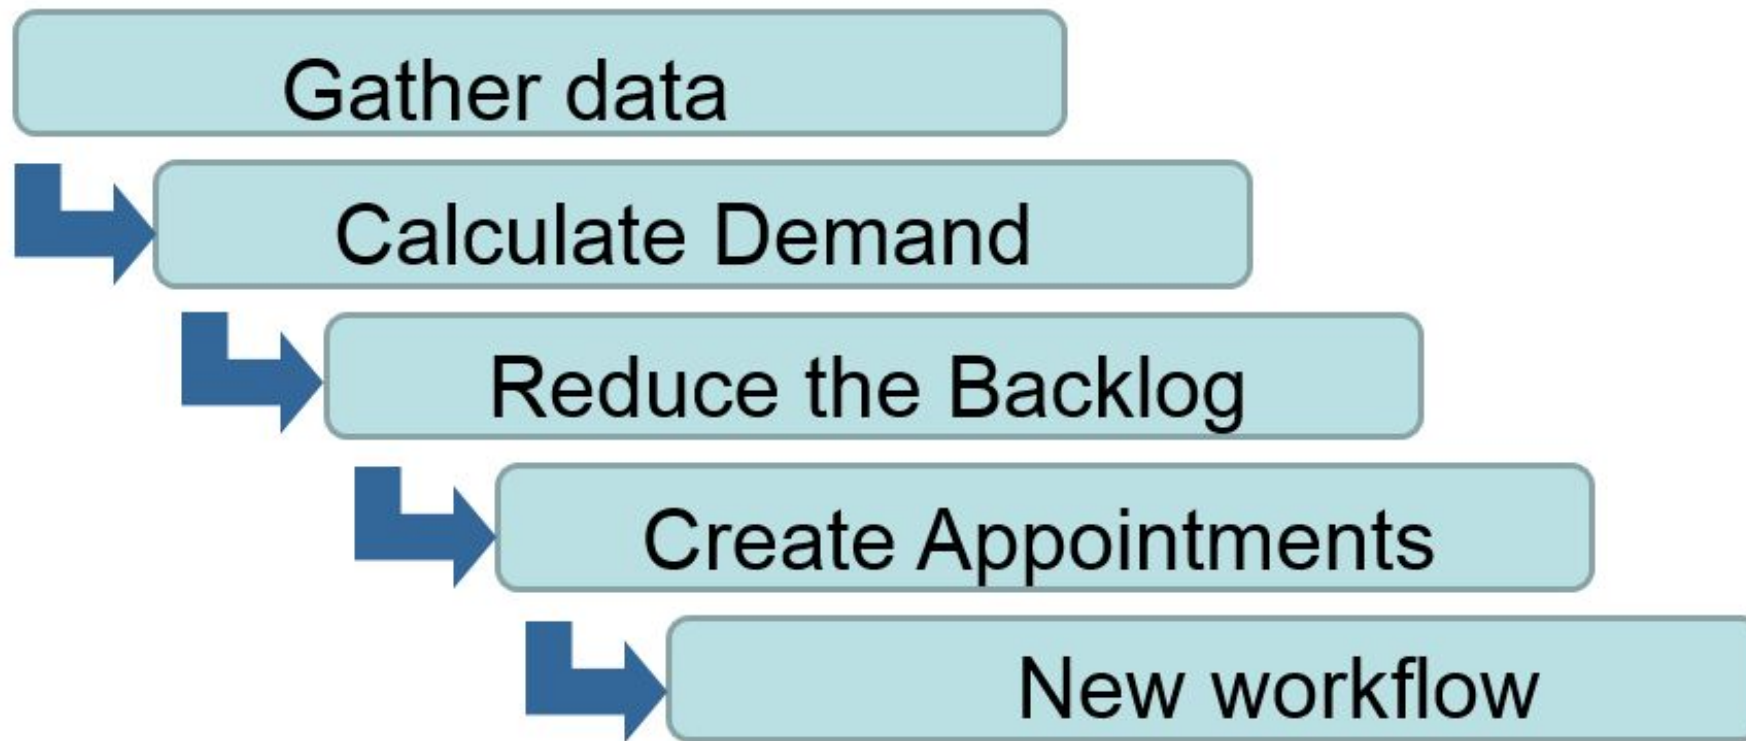 Gather data
Calculate Demand
Reduce the Backlog
Create Appointments
New workflow